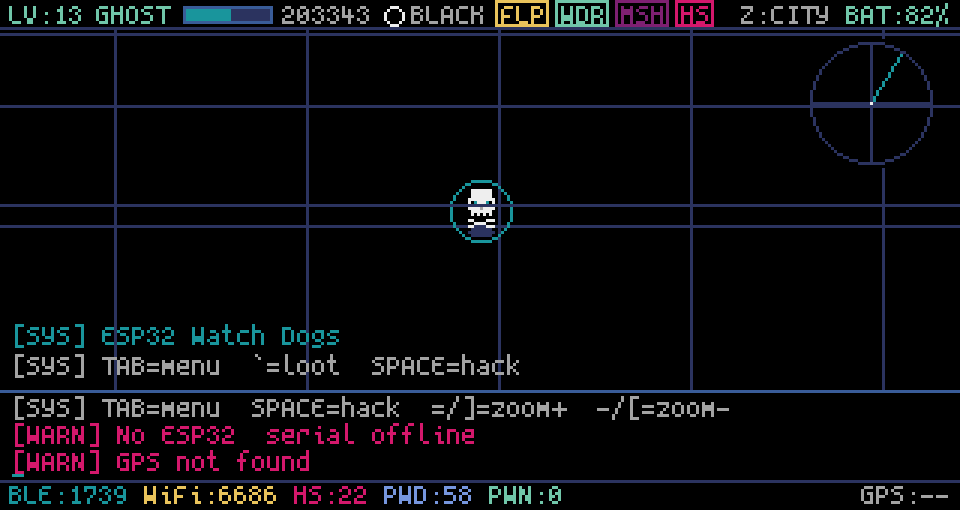 LV:13 GHOST 203343 BLACK FLP WDR MSH HS Z:CITY BAT:82%
[SYS] ESP32 Watch Dogs
[SYS] TAB=menu `=loot SPACE=hack
[SYS] TAB=menu SPACE=hack =/]=zoom+ -/[=zoom-
[WARN] No ESP32 serial offline
[WARN] GPS not found
BLE:1739 WiFi:6686 HS:22 PWD:58 PWN:0 GPS:--